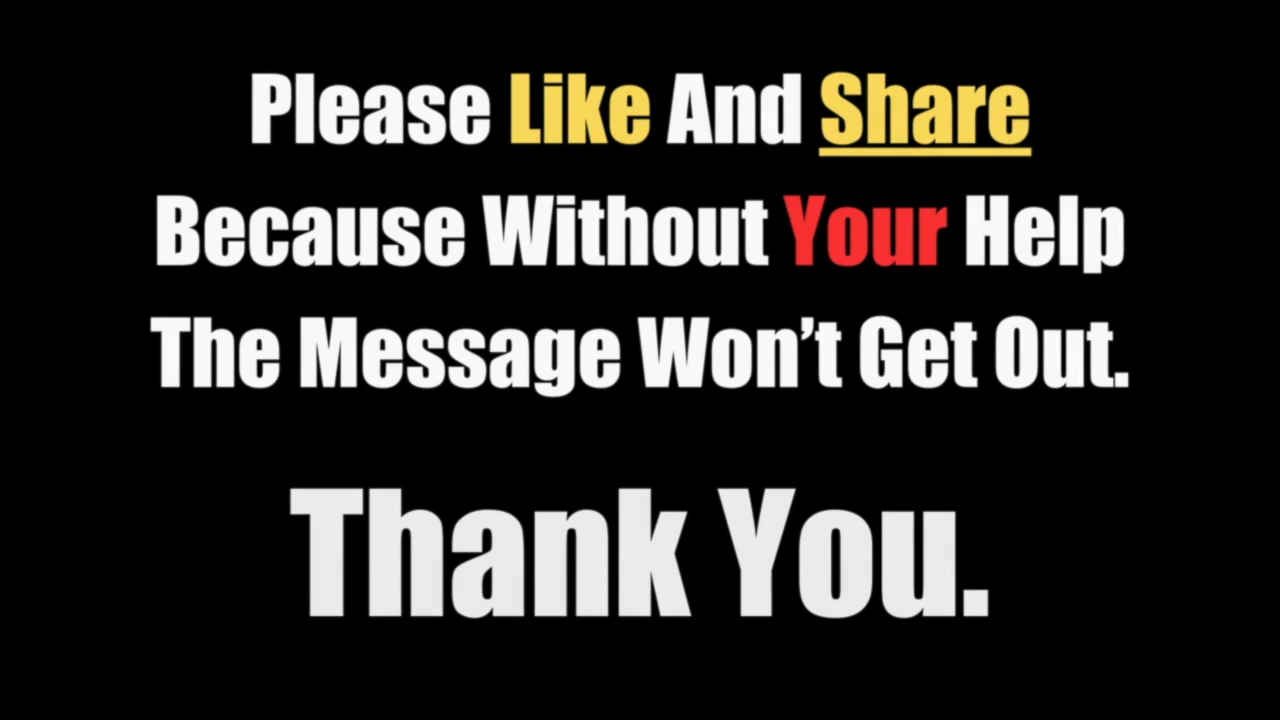 Please Like And Share
Because Without Your Help
The Message Won’t Get Out.
Thank You.